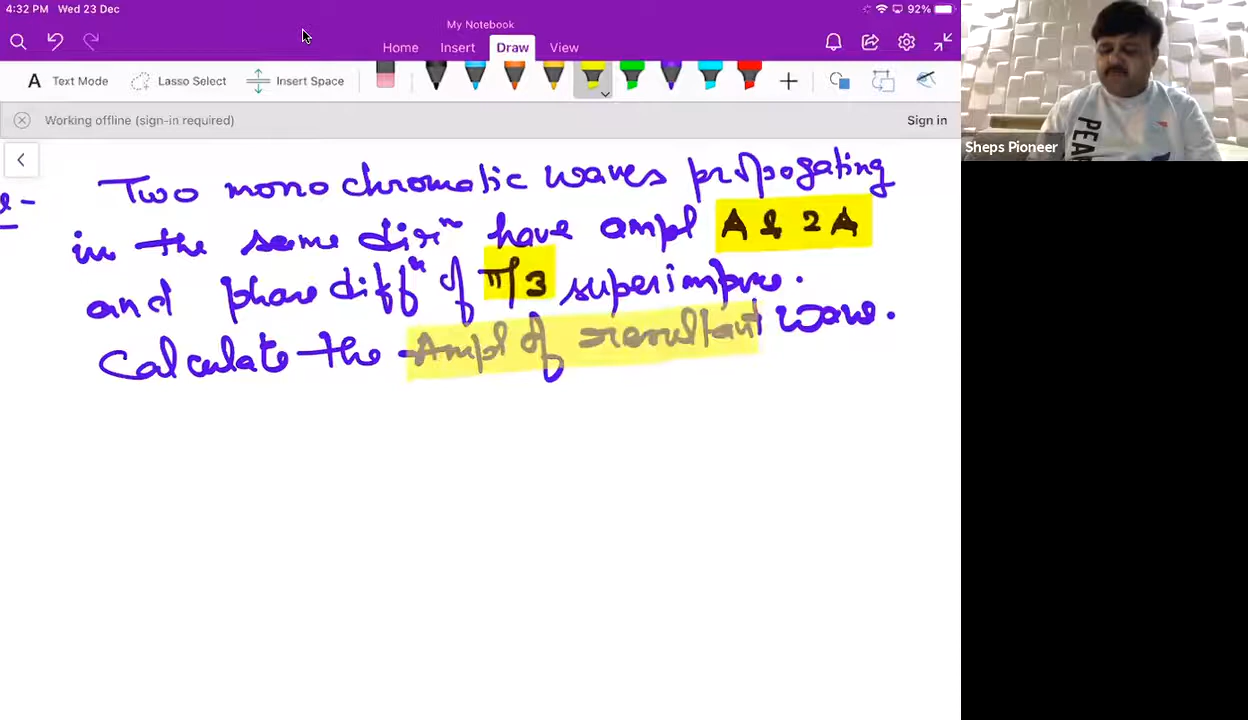 4:32 PM Wed 23 Dec
92%
My Notebook
Home Insert Draw View
A Text Mode Lasso Select Insert Space
Working offline (sign-in required) Sign in
Two monochromatic waves propogating
in the same dirⁿ have ampl A & 2A
and phase diffⁿ of π/3 superimpose.
Calculate the Ampl of resultant wave.
Sheps Pioneer
PEA